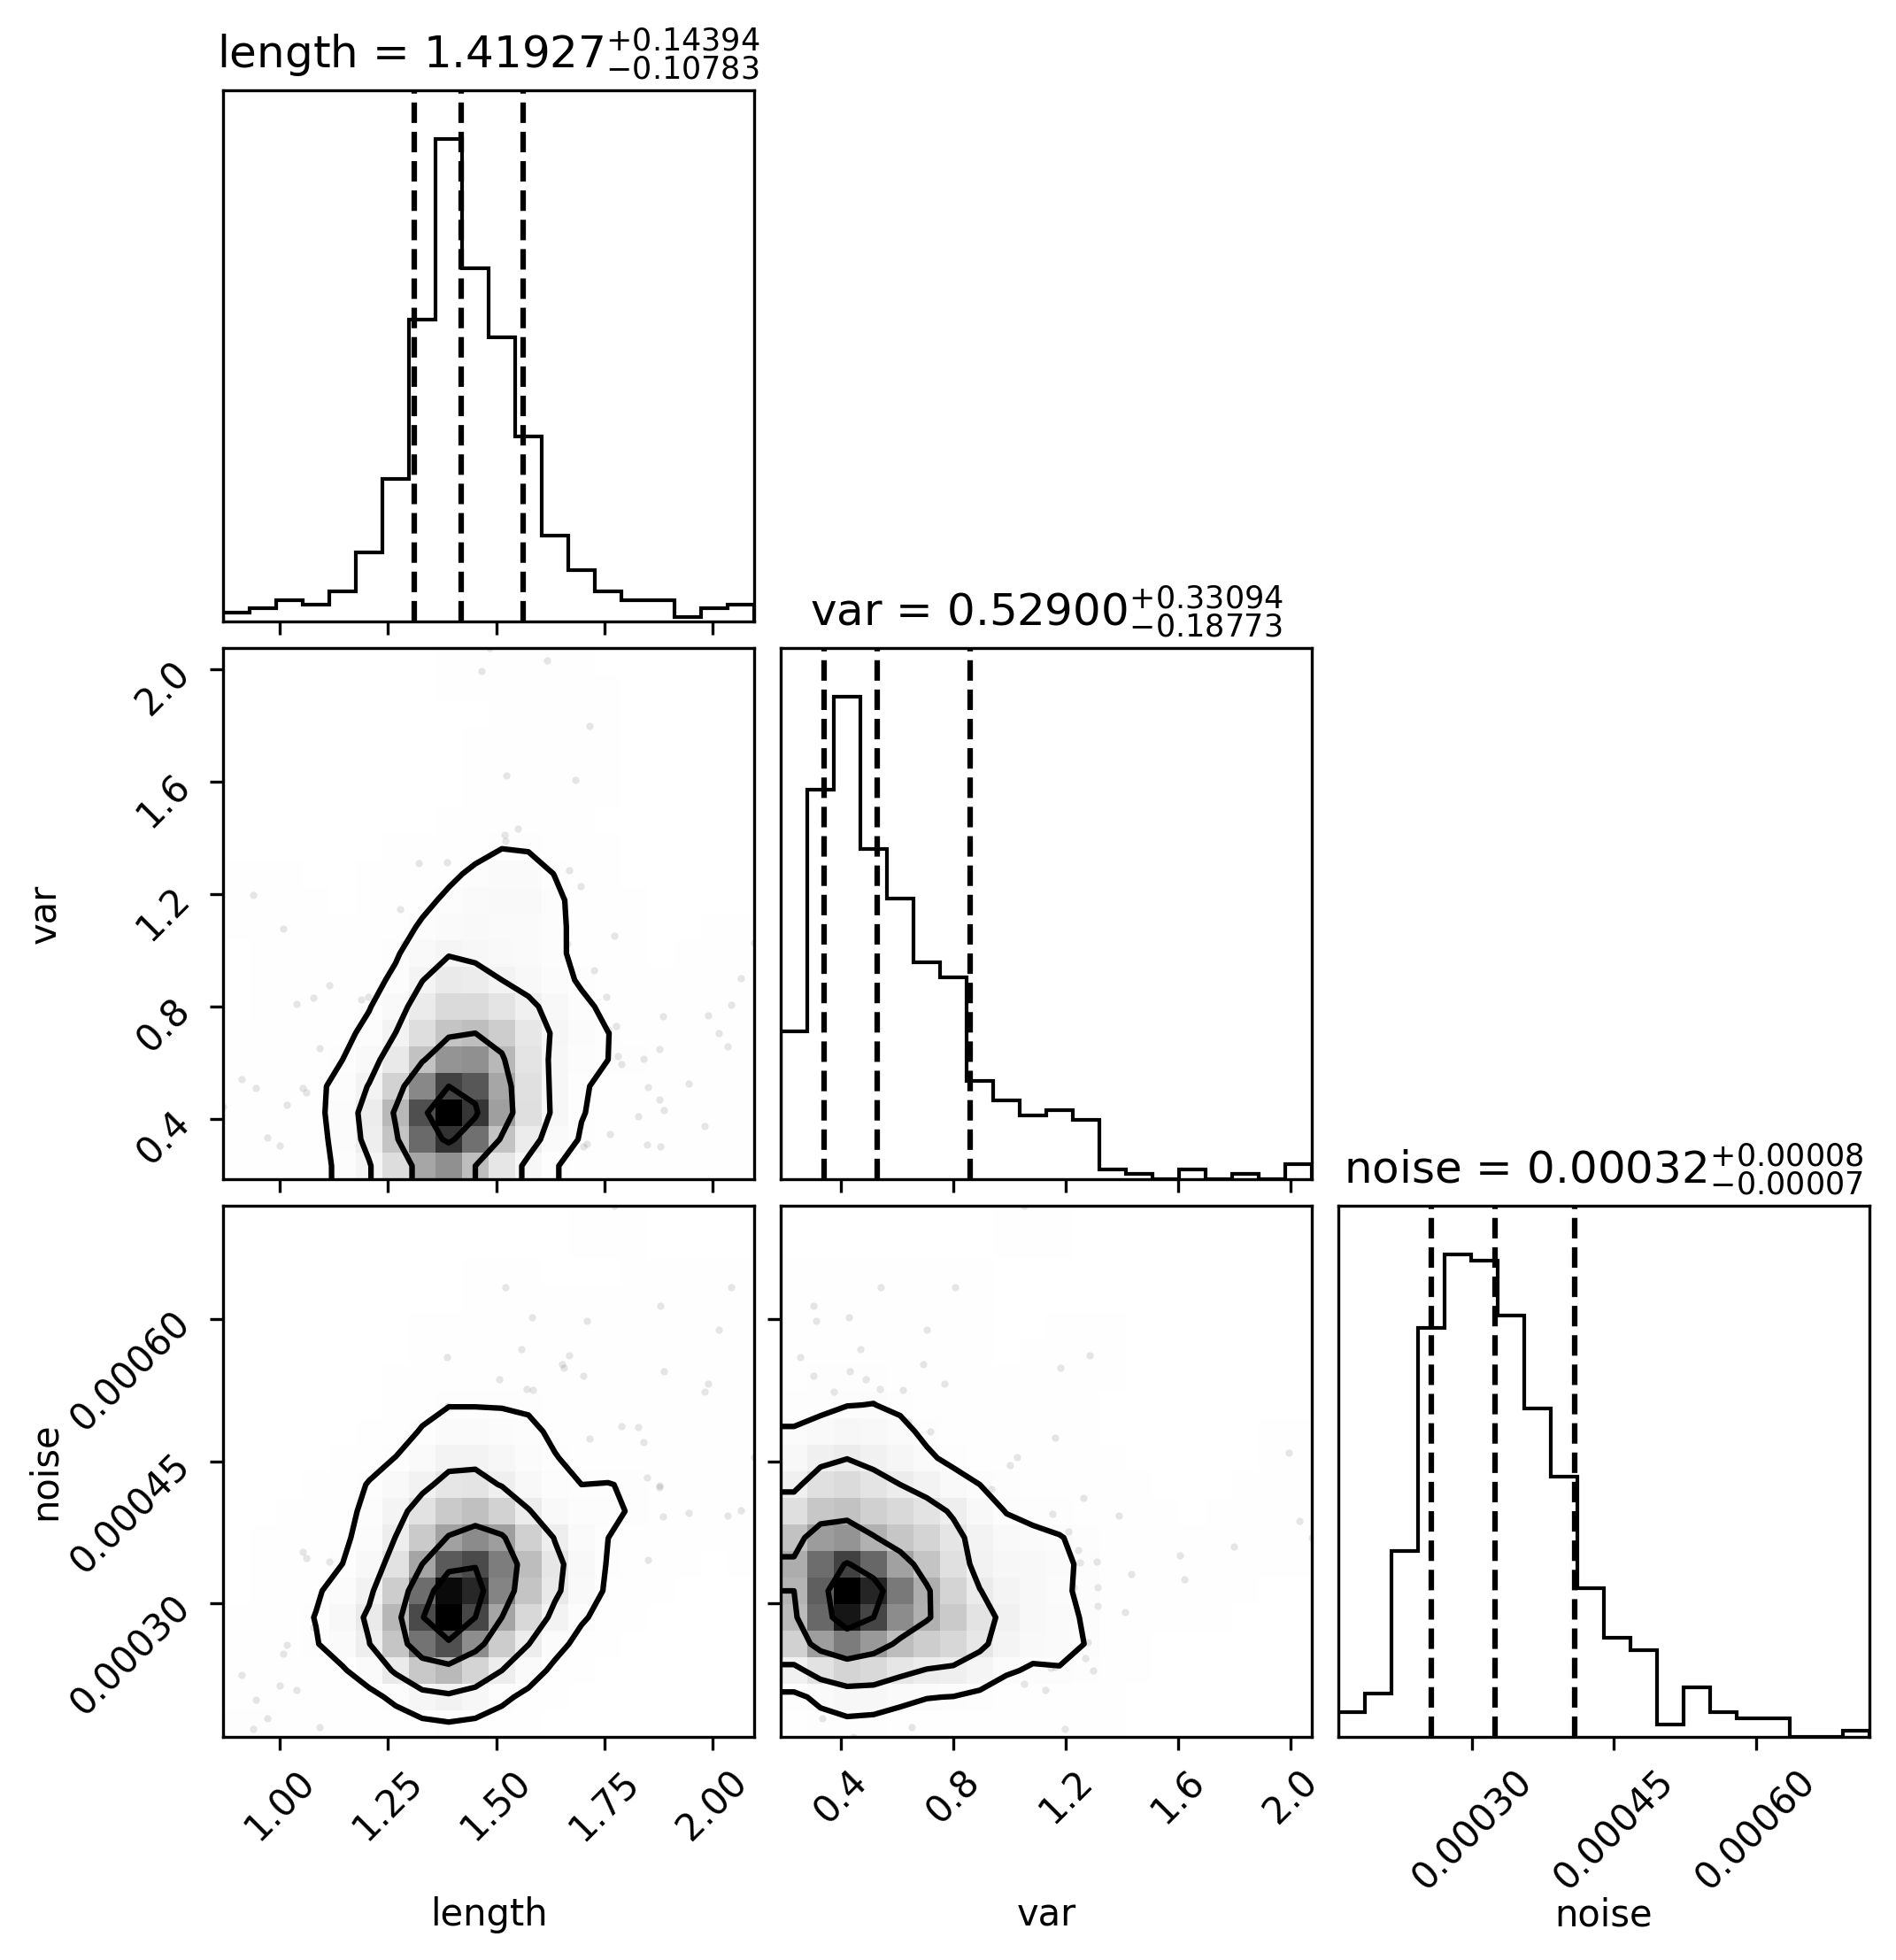 length = 1.41927 +0.14394 −0.10783
var = 0.52900 +0.33094 −0.18773
noise = 0.00032 +0.00008 −0.00007
2.0
1.6
1.2
0.8
0.4
var
0.00060
0.00045
0.00030
noise
1.00 1.25 1.50 1.75 2.00
0.4 0.8 1.2 1.6 2.0
0.00030 0.00045 0.00060
length
var
noise